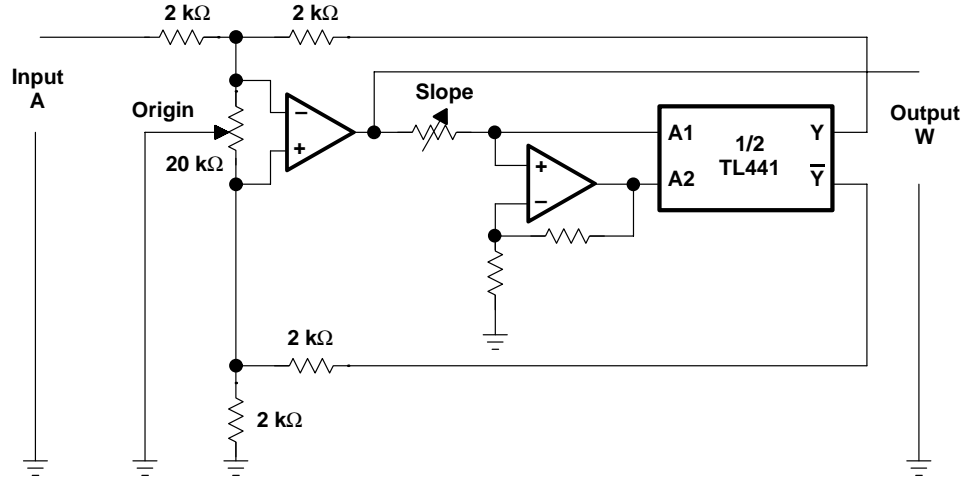 2 kΩ
2 kΩ
Input
A
Origin
20 kΩ
−
+
Slope
+
−
A1
A2
1/2
TL441
Y
Y̅
Output
W
2 kΩ
2 kΩ